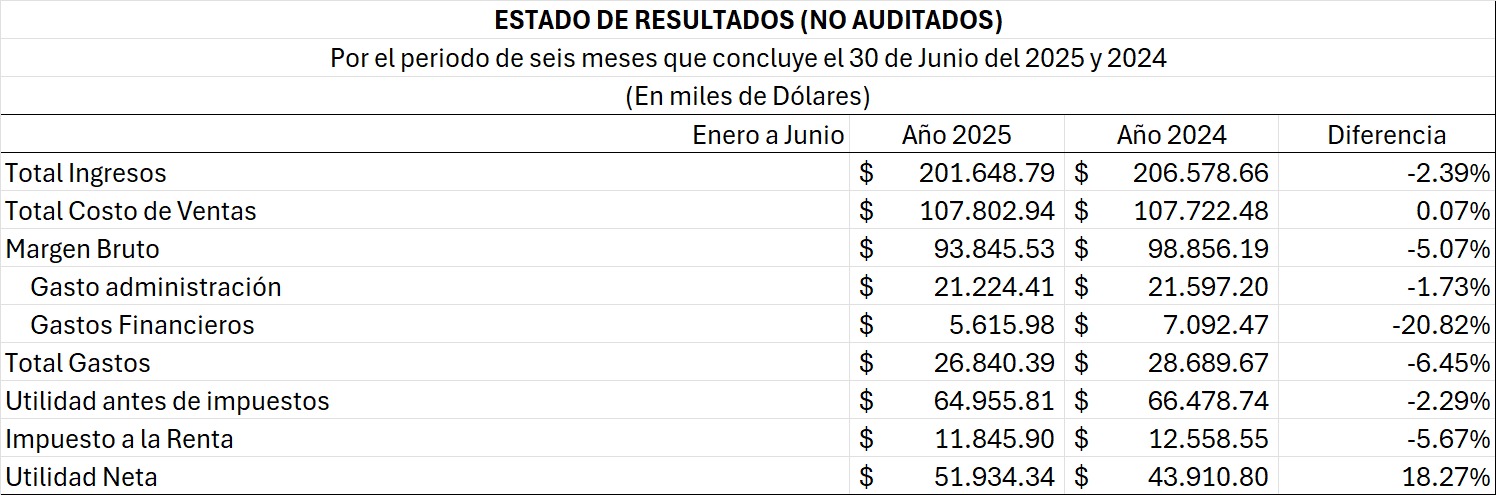 ESTADO DE RESULTADOS (NO AUDITADOS)
Por el periodo de seis meses que concluye el 30 de Junio del 2025 y 2024
(En miles de Dólares)
Enero a Junio Año 2025 Año 2024 Diferencia
Total Ingresos $ 201.648.79 $ 206.578.66 -2.39%
Total Costo de Ventas $ 107.802.94 $ 107.722.48 0.07%
Margen Bruto $ 93.845.53 $ 98.856.19 -5.07%
Gasto administración $ 21.224.41 $ 21.597.20 -1.73%
Gastos Financieros $ 5.615.98 $ 7.092.47 -20.82%
Total Gastos $ 26.840.39 $ 28.689.67 -6.45%
Utilidad antes de impuestos $ 64.955.81 $ 66.478.74 -2.29%
Impuesto a la Renta $ 11.845.90 $ 12.558.55 -5.67%
Utilidad Neta $ 51.934.34 $ 43.910.80 18.27%